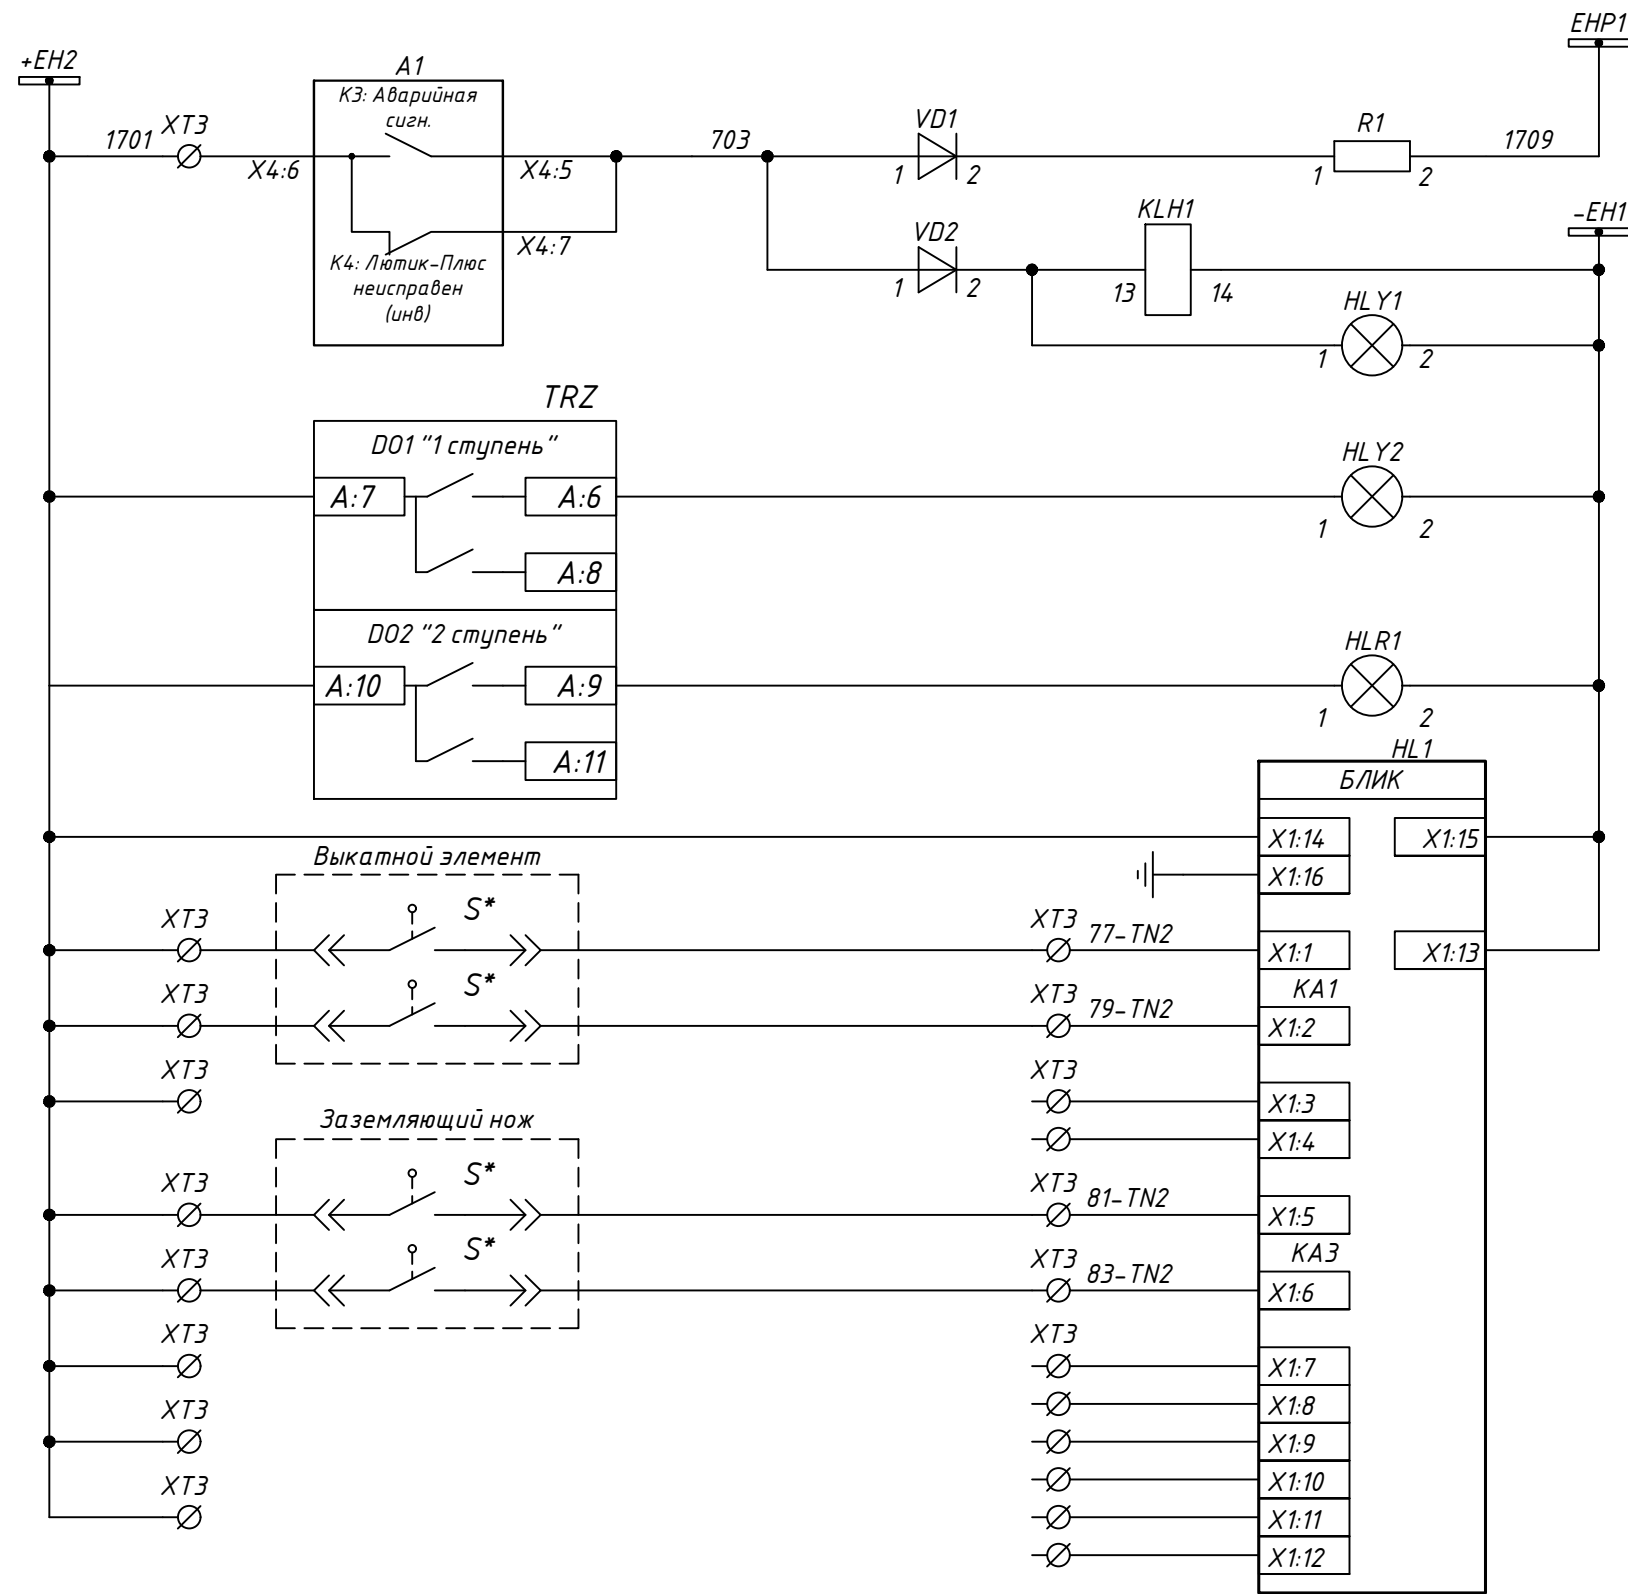 EHP1
+EH2
A1
К3: Аварийная
сигн.
1701
XT3
X4:6
X4:5
703
VD1
1
2
R1
1
2
1709
-EH1
KLH1
X4:7
VD2
1
2
13
14
К4: Лютик-Плюс
неисправен
(инв)
HLY1
1
2
TRZ
DO1 "1 ступень"
A:7
A:6
A:8
HLY2
1
2
DO2 "2 ступень"
A:10
A:9
A:11
HLR1
1
2
HL1
БЛИК
X1:14
X1:15
X1:16
Выкатной элемент
XT3
S*
XT3
77-TN2
X1:1
X1:13
KA1
XT3
S*
XT3
79-TN2
X1:2
XT3
XT3
X1:3
X1:4
Заземляющий нож
XT3
S*
XT3
81-TN2
X1:5
KA3
XT3
S*
XT3
83-TN2
X1:6
XT3
XT3
X1:7
XT3
X1:8
X1:9
XT3
X1:10
X1:11
X1:12